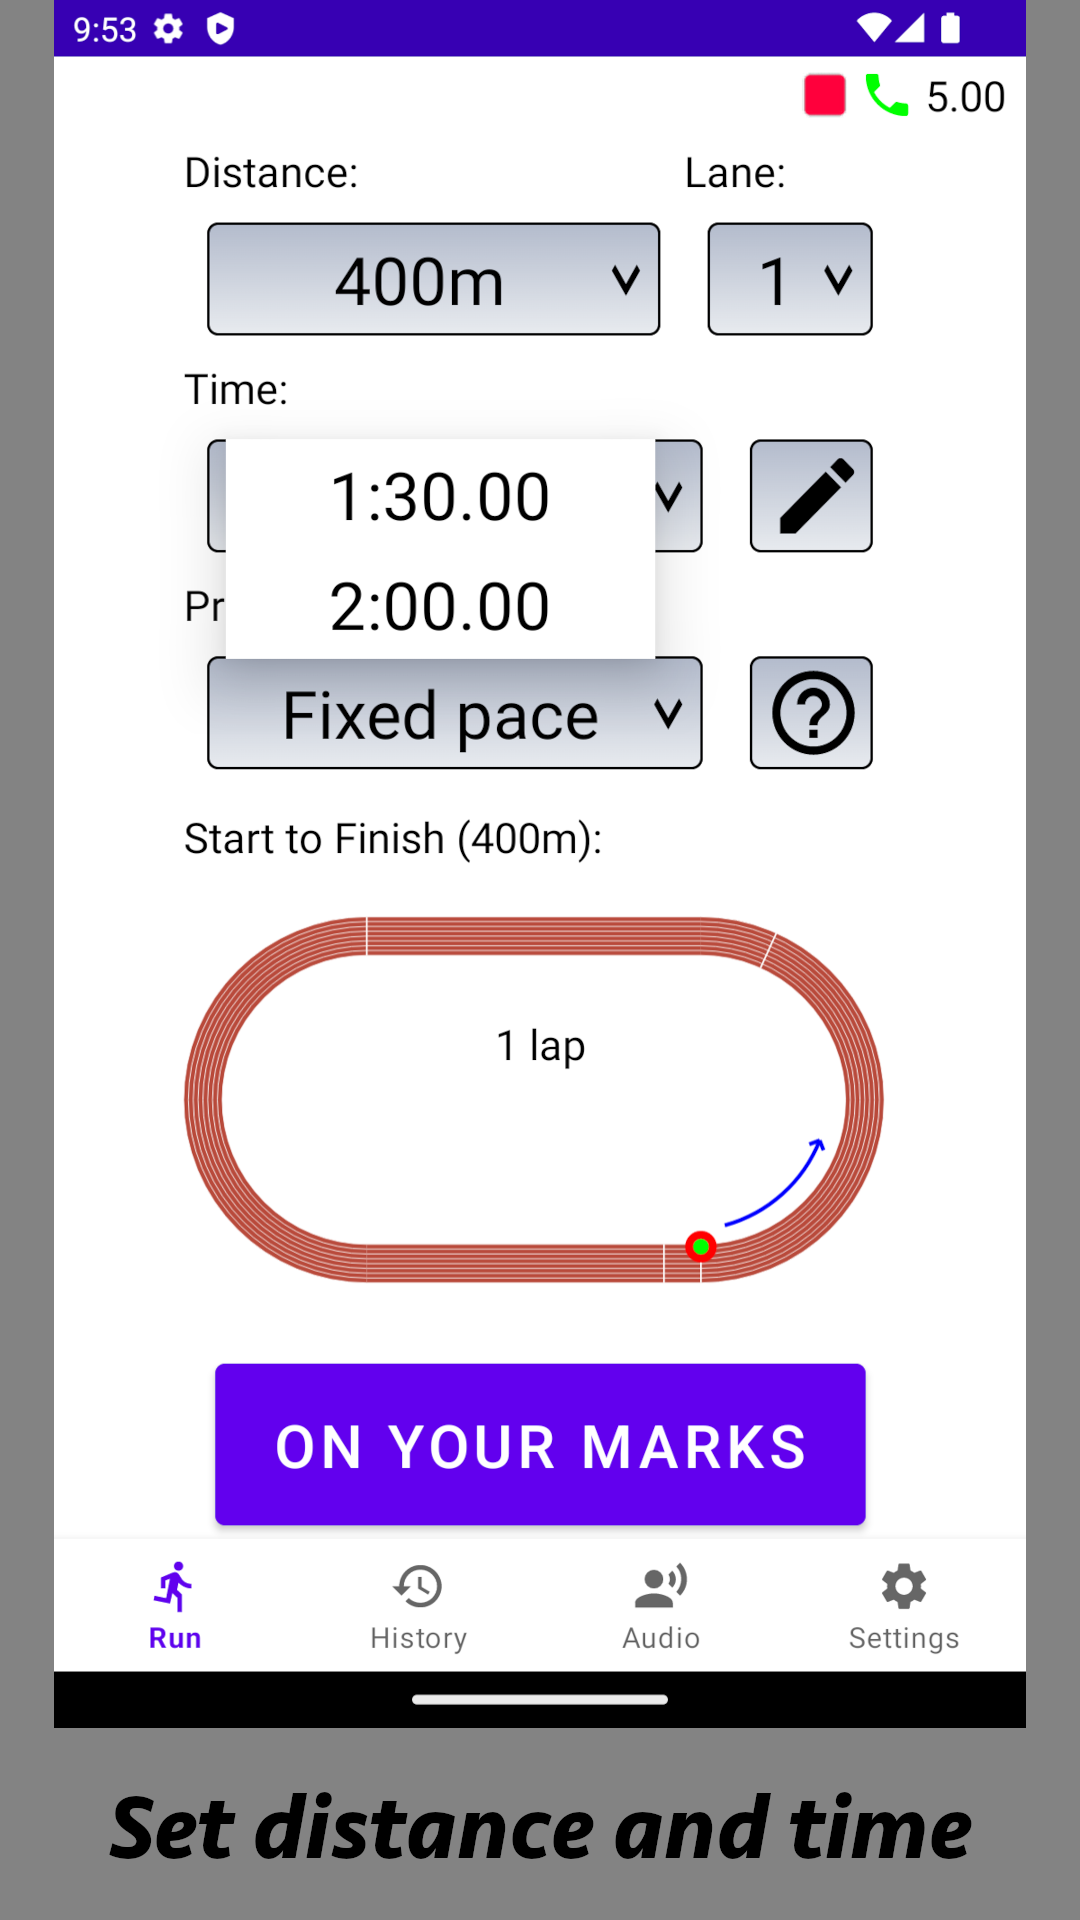 9:53
5.00
Distance: Lane:
400m 1
Time:
1:30.00
2:00.00
Pr
Fixed pace
Start to Finish (400m):
1 lap
ON YOUR MARKS
Run History Audio Settings
Set distance and time